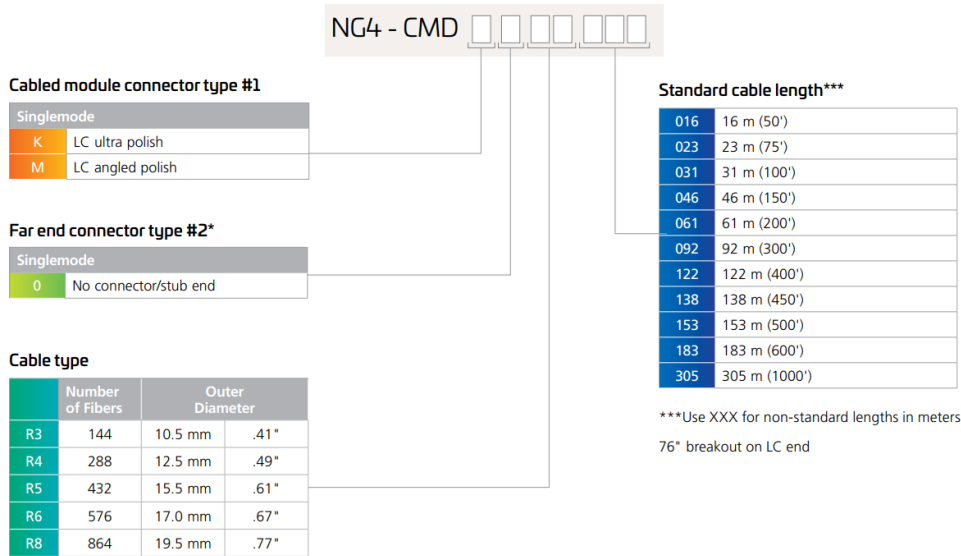 NG4 - CMD
Cabled module connector type #1
Singlemode
K LC ultra polish
M LC angled polish
Far end connector type #2*
Singlemode
0 No connector/stub end
Cable type
Number of Fibers Outer Diameter
R3 144 10.5 mm .41"
R4 288 12.5 mm .49"
R5 432 15.5 mm .61"
R6 576 17.0 mm .67"
R8 864 19.5 mm .77"
Standard cable length***
016 16 m (50')
023 23 m (75')
031 31 m (100')
046 46 m (150')
061 61 m (200')
092 92 m (300')
122 122 m (400')
138 138 m (450')
153 153 m (500')
183 183 m (600')
305 305 m (1000')
***Use XXX for non-standard lengths in meters
76" breakout on LC end